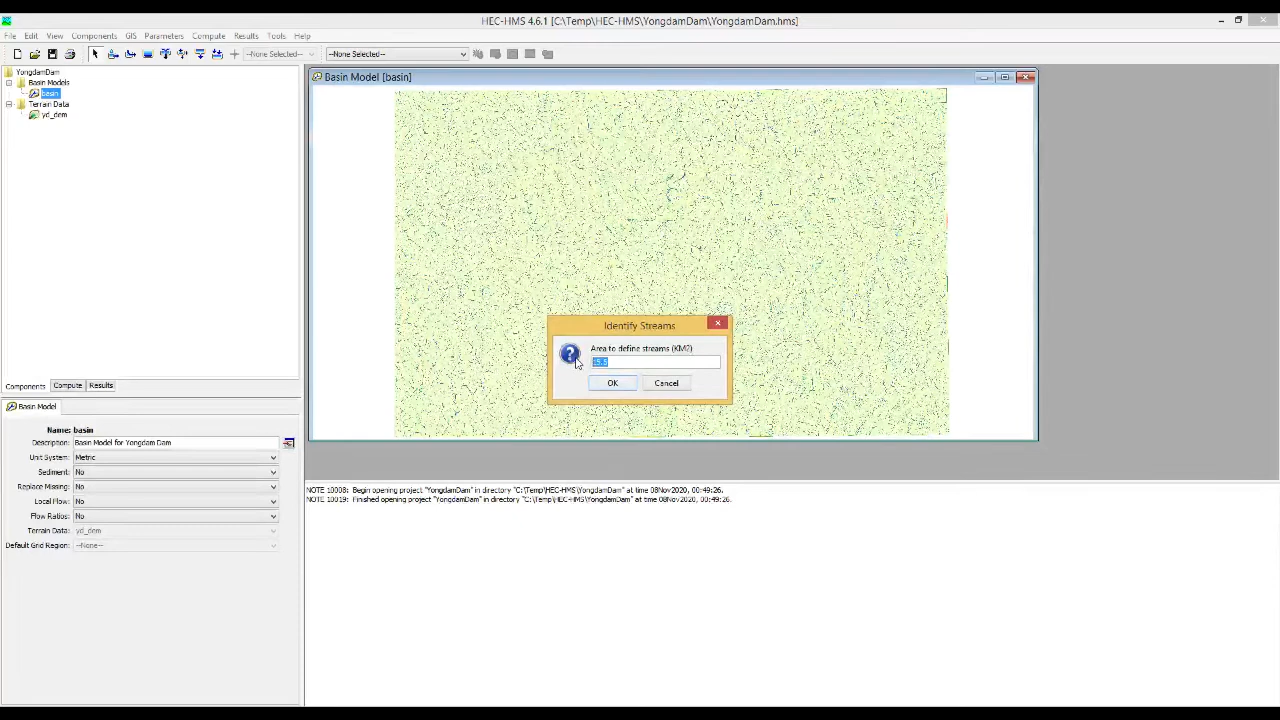 HEC-HMS 4.6.1 [C:\Temp\HEC-HMS\YongdamDam\YongdamDam.hms]
File Edit View Components GIS Parameters Compute Results Tools Help
--None Selected-- --None Selected--
YongdamDam
Basin Models
basin
Terrain Data
yd_dem
Basin Model [basin]
Identify Streams
Area to define streams (KM2)
OK Cancel
Components Compute Results
Basin Model
Name: basin
Description: Basin Model for Yongdam Dam
Unit System: Metric
Sediment: No
Replace Missing: No
Local Flow: No
Flow Ratios: No
Terrain Data: yd_dem
Default Grid Region: --None--
NOTE 10008: Begin opening project "YongdamDam" in directory "C:\Temp\HEC-HMS\YongdamDam" at time 08Nov2020, 00:49:26.
NOTE 10019: Finished opening project "YongdamDam" in directory "C:\Temp\HEC-HMS\YongdamDam" at time 08Nov2020, 00:49:26.